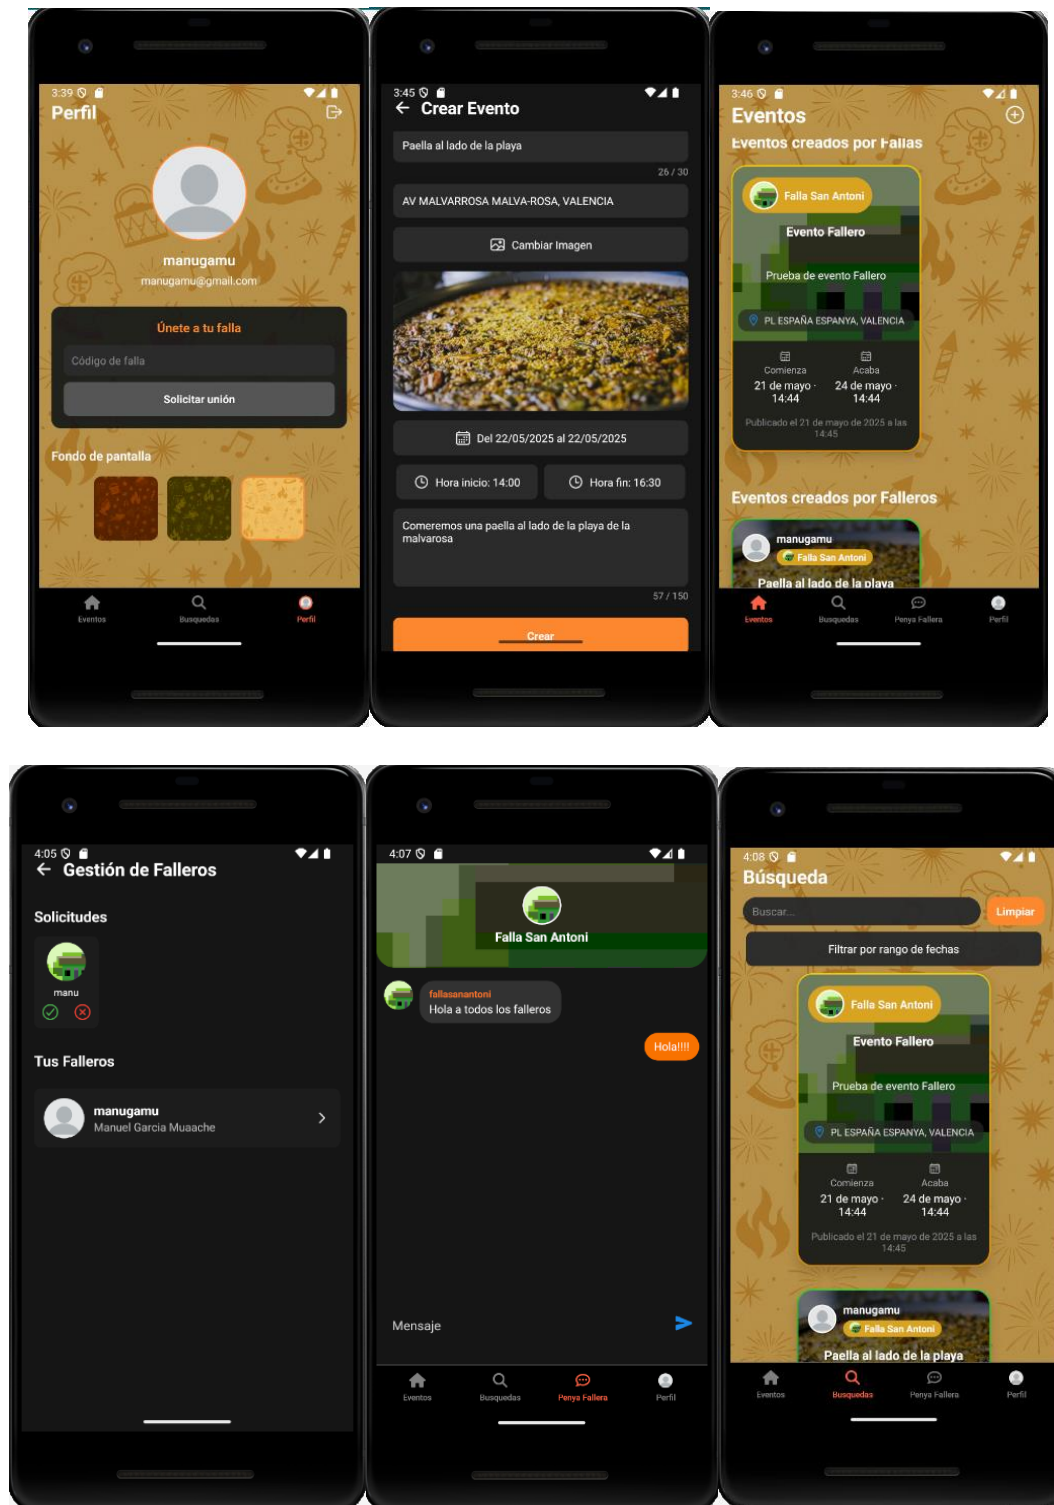 3:39
Perfil
manugamu
manugamu@gmail.com
Únete a tu falla
Código de falla
Solicitar unión
Fondo de pantalla
Eventos
Busquedas
Perfil
3:45
Crear Evento
Paella al lado de la playa
26 / 30
AV MALVARROSA MALVA-ROSA, VALENCIA
Cambiar Imagen
Del 22/05/2025 al 22/05/2025
Hora inicio: 14:00
Hora fin: 16:30
Comeremos una paella al lado de la playa de la
malvarosa
57 / 150
Crear
3:46
Eventos
Eventos creados por Fallas
Falla San Antoni
Evento Fallero
Prueba de evento Fallero
PL ESPAÑA ESPANYA, VALENCIA
Comienza
Acaba
21 de mayo ·
14:44
24 de mayo ·
14:44
Publicado el 21 de mayo de 2025 a las
14:45
Eventos creados por Falleros
manugamu
Falla San Antoni
Paella al lado de la playa
Eventos
Busquedas
Penya Fallera
Perfil
4:05
Gestión de Falleros
Solicitudes
manu
Tus Falleros
manugamu
Manuel Garcia Muaache
4:07
Falla San Antoni
fallasanantoni
Hola a todos los falleros
Hola!!!!
Mensaje
Eventos
Busquedas
Penya Fallera
Perfil
4:08
Búsqueda
Buscar...
Limpiar
Filtrar por rango de fechas
Falla San Antoni
Evento Fallero
Prueba de evento Fallero
PL ESPAÑA ESPANYA, VALENCIA
Comienza
Acaba
21 de mayo ·
14:44
24 de mayo ·
14:44
Publicado el 21 de mayo de 2025 a las
14:45
manugamu
Falla San Antoni
Paella al lado de la playa
Eventos
Busquedas
Penya Fallera
Perfil